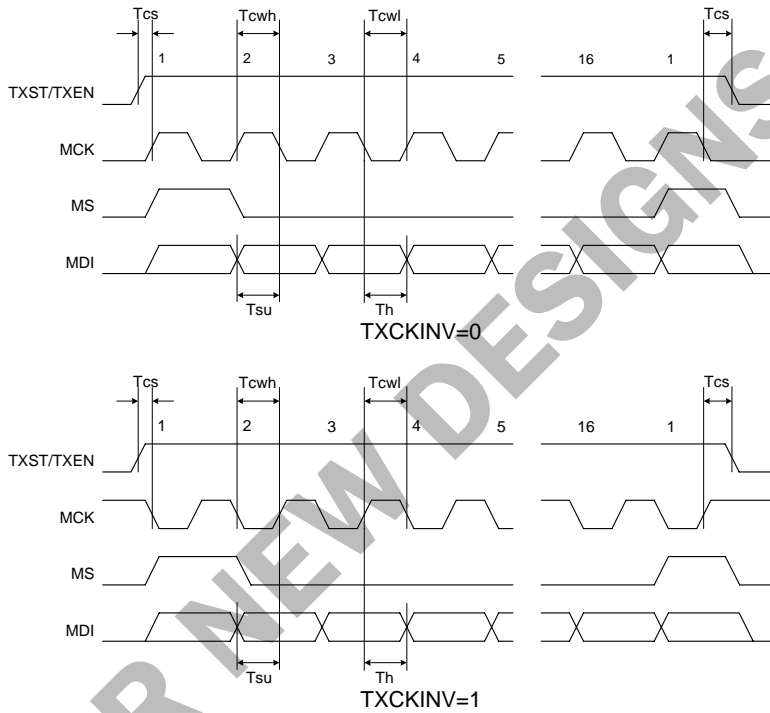 Tcs Tcwh Tcwl Tcs
1 2 3 4 5 16 1
TXST/TXEN
MCK
MS
MDI
Tsu Th
TXCKINV=0
Tcs Tcwh Tcwl Tcs
1 2 3 4 5 16 1
TXST/TXEN
MCK
MS
MDI
Tsu Th
TXCKINV=1
R NEW DESIGNS